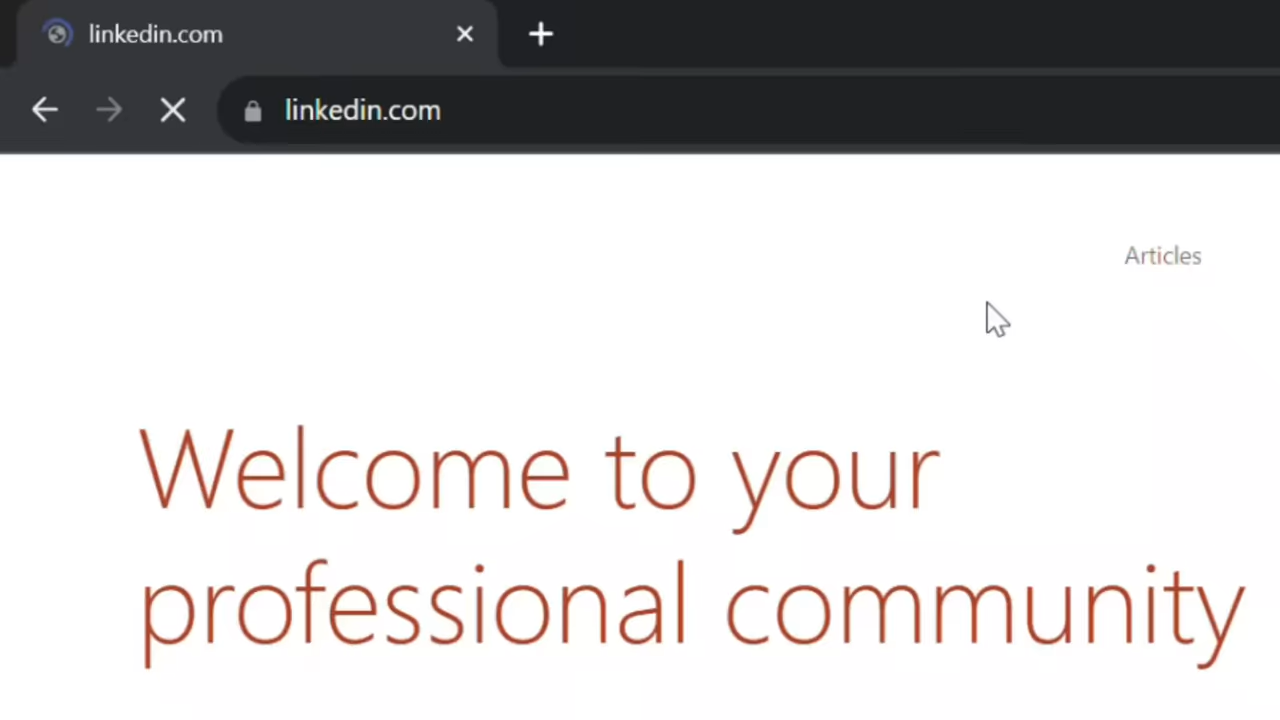 linkedin.com
linkedin.com
Articles
Welcome to your
professional community